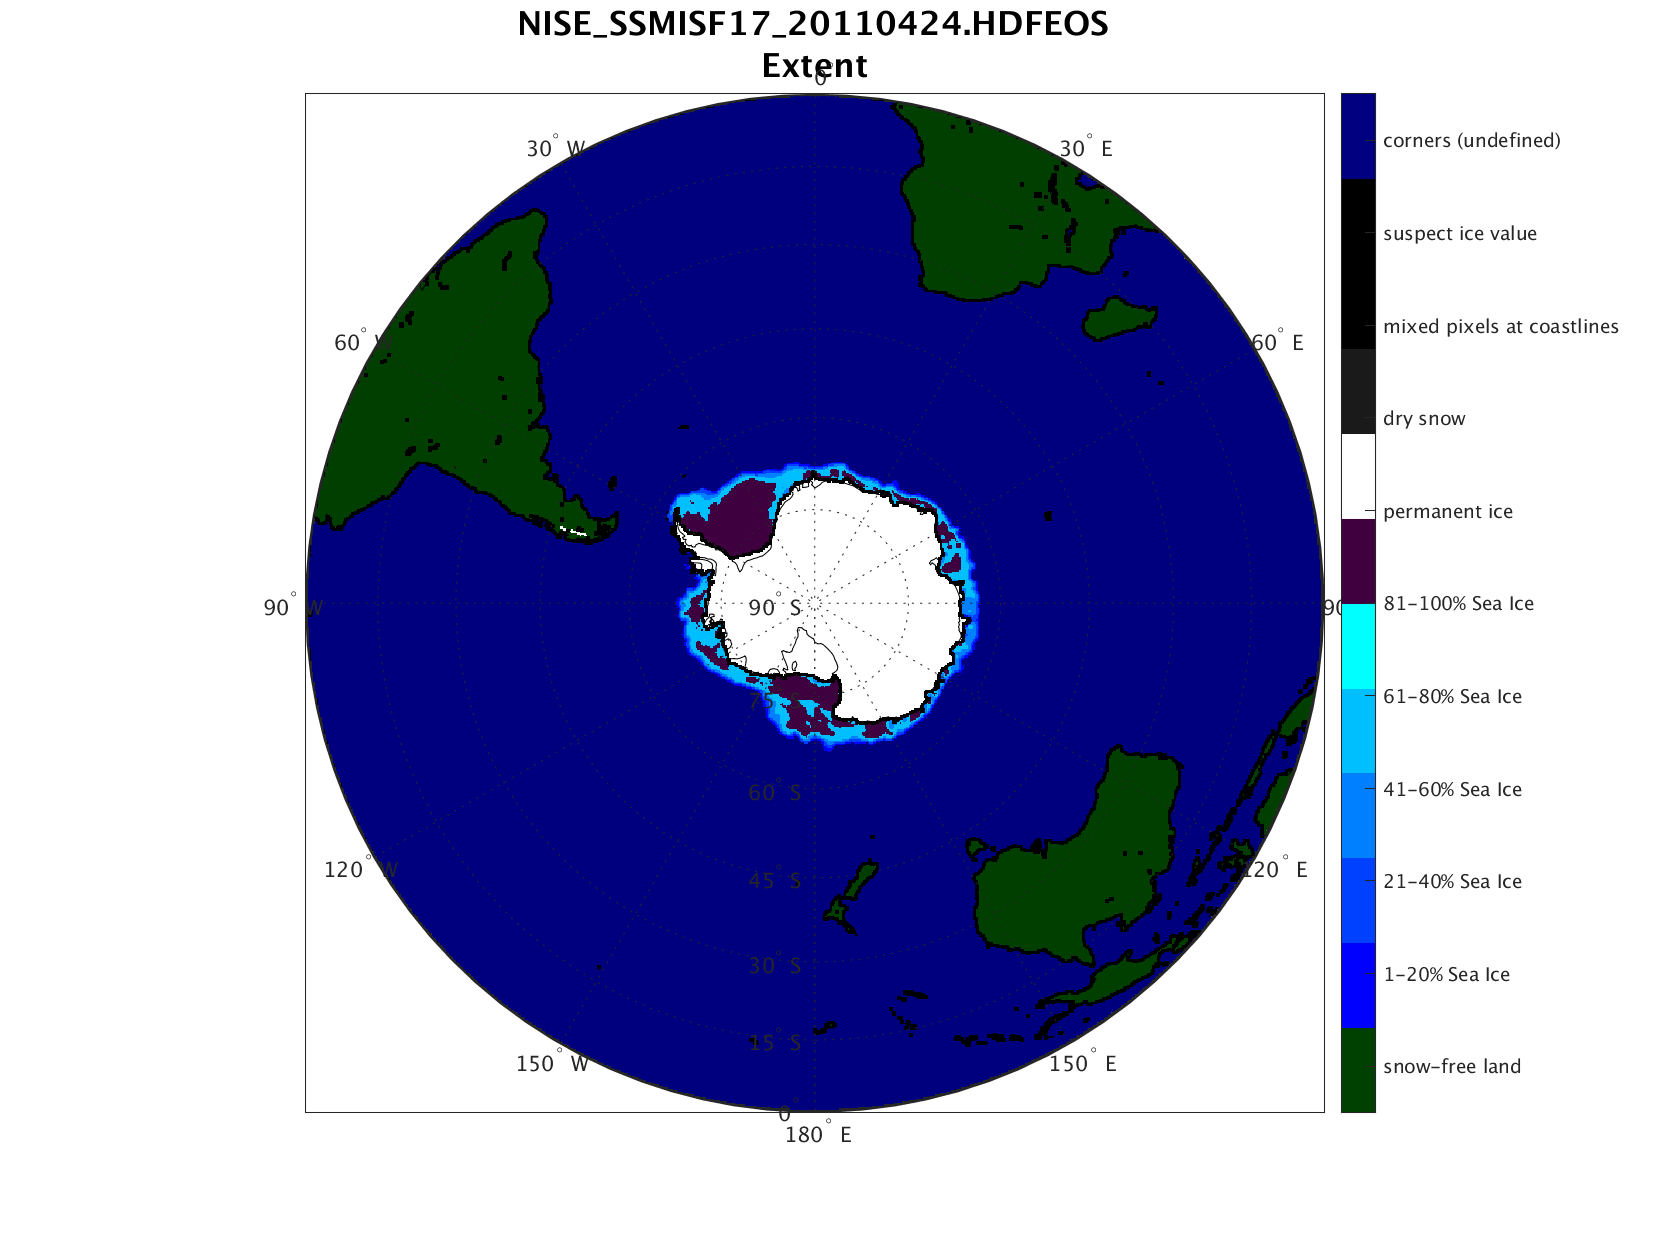 NISE_SSMISF17_20110424.HDFEOS
Extent
0°
30° W
30° E
60° W
60° E
90° W
90° S
90
75° S
60° S
120° W
120° E
45° S
30° S
15° S
150° W
150° E
0°
180° E
corners (undefined)
suspect ice value
mixed pixels at coastlines
dry snow
permanent ice
81-100% Sea Ice
61-80% Sea Ice
41-60% Sea Ice
21-40% Sea Ice
1-20% Sea Ice
snow-free land